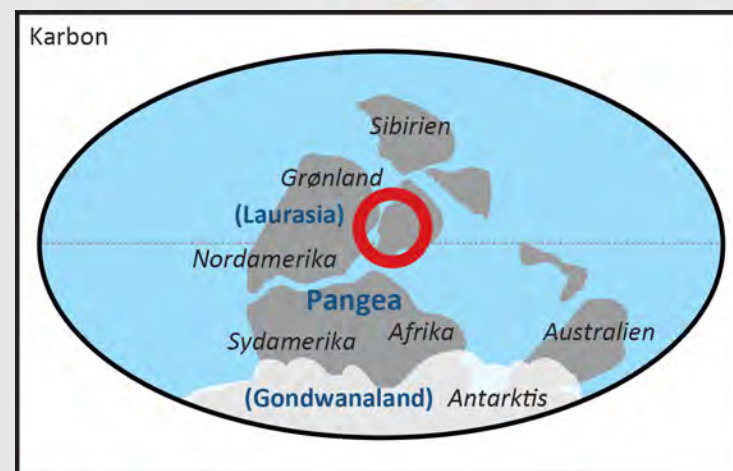 Karbon
Sibirien
Grønland
(Laurasia)
Nordamerika
Pangea
Sydamerika
Afrika
Australien
(Gondwanaland)
Antarktis